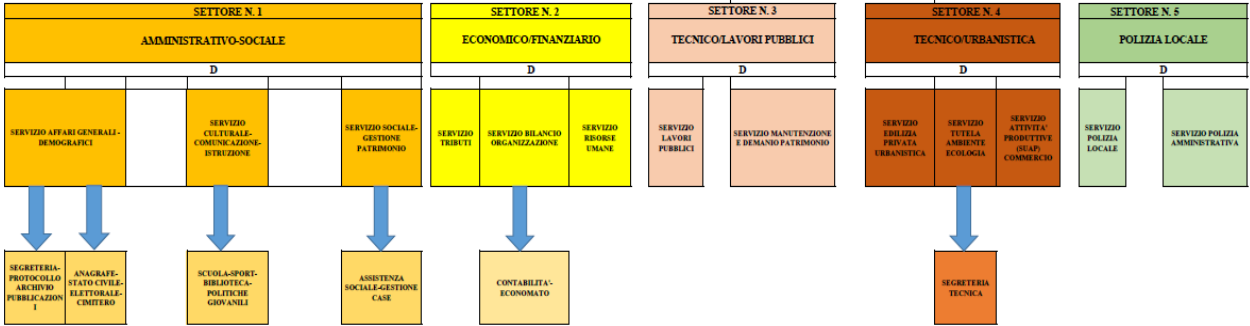 SETTORE N. 1
AMMINISTRATIVO-SOCIALE
D
SERVIZIO AFFARI GENERALI -
DEMOGRAFICI
SERVIZIO
CULTURALE-
COMUNICAZIONE-
ISTRUZIONE
SERVIZIO SOCIALE-
GESTIONE
PATRIMONIO
SEGRETERIA-
PROTOCOLLO
ARCHIVIO
PUBBLICAZION
I
ANAGRAFE-
STATO CIVILE-
ELETTORALE-
CIMITERO
SCUOLA-SPORT-
BIBLIOTECA-
POLITICHE
GIOVANILI
ASSISTENZA
SOCIALE-GESTIONE
CASE
SETTORE N. 2
ECONOMICO/FINANZIARIO
D
SERVIZIO
TRIBUTI
SERVIZIO BILANCIO
ORGANIZZAZIONE
SERVIZIO
RISORSE
UMANE
CONTABILITA'-
ECONOMATO
SETTORE N. 3
TECNICO/LAVORI PUBBLICI
D
SERVIZIO
LAVORI
PUBBLICI
SERVIZIO MANUTENZIONE
E DEMANIO PATRIMONIO
SETTORE N. 4
TECNICO/URBANISTICA
D
SERVIZIO
EDILIZIA
PRIVATA
URBANISTICA
SERVIZIO
TUTELA
AMBIENTE
ECOLOGIA
SERVIZIO
ATTIVITA'
PRODUTTIVE
(SUAP)
COMMERCIO
SEGRETERIA
TECNICA
SETTORE N. 5
POLIZIA LOCALE
D
SERVIZIO
POLIZIA
LOCALE
SERVIZIO POLIZIA
AMMINISTRATIVA